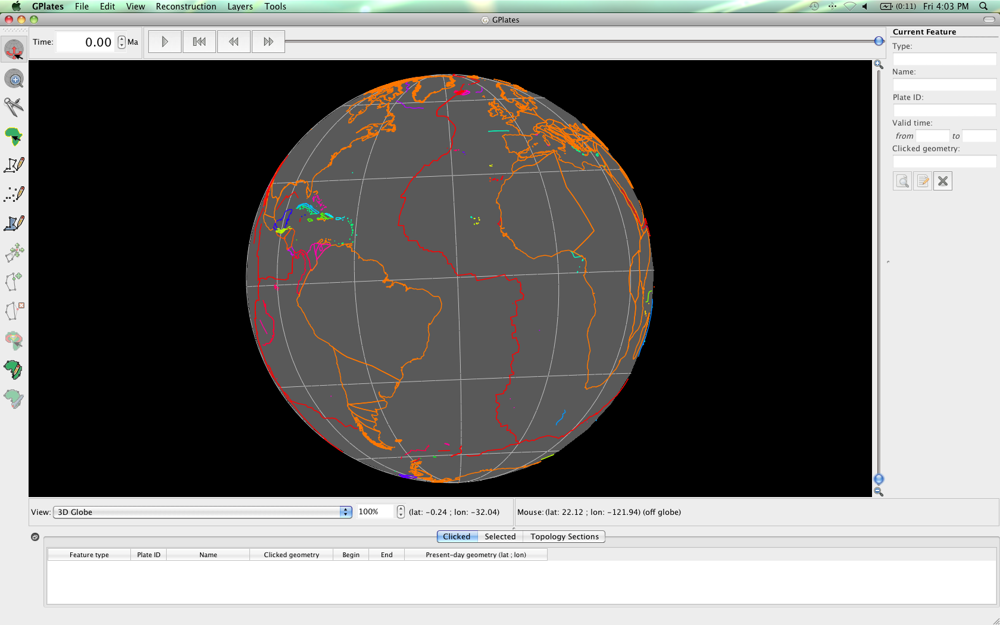 GPlates File Edit View Reconstruction Layers Tools (0:11) Fri 4:03 PM
GPlates
Time: 0.00 Ma
Current Feature
Type:
Name:
Plate ID:
Valid time:
from to
Clicked geometry:
View: 3D Globe 100% (lat: -0.24 ; lon: -32.04) Mouse: (lat: 22.12 ; lon: -121.94) (off globe)
Clicked Selected Topology Sections
Feature type Plate ID Name Clicked geometry Begin End Present-day geometry (lat ; lon)